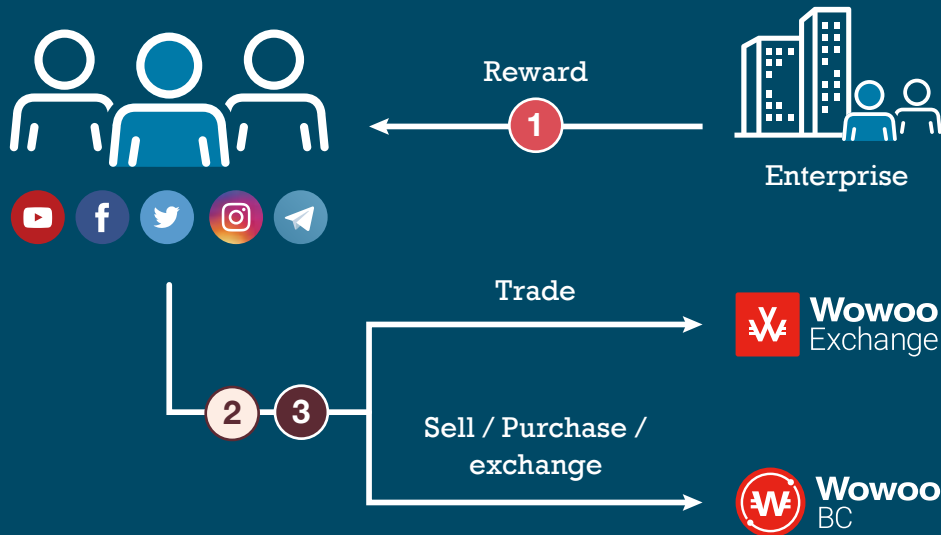 Reward
1
Enterprise
f
Trade
Wowoo
Exchange
2
3
Sell / Purchase /
exchange
Wowoo
BC